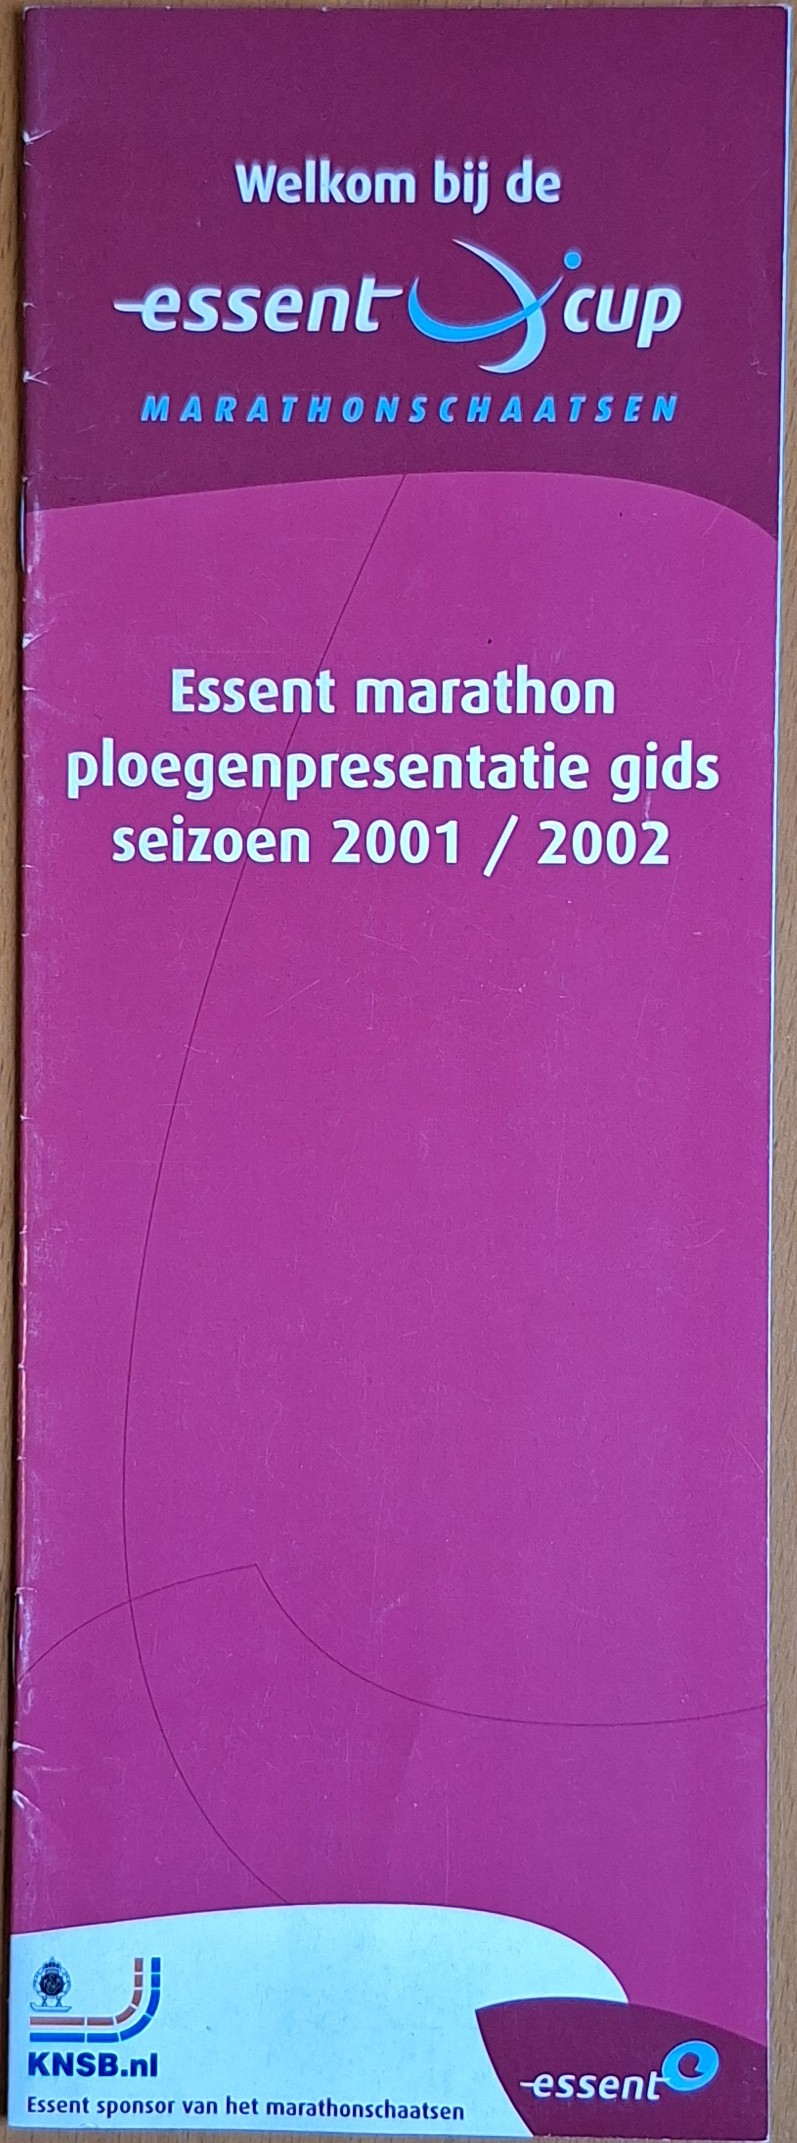 Welkom bij de
essent cup
MARATHONSCHAATSEN
Essent marathon
ploegenpresentatie gids
seizoen 2001 / 2002
KNSB.nl
Essent sponsor van het marathonschaatsen
essent